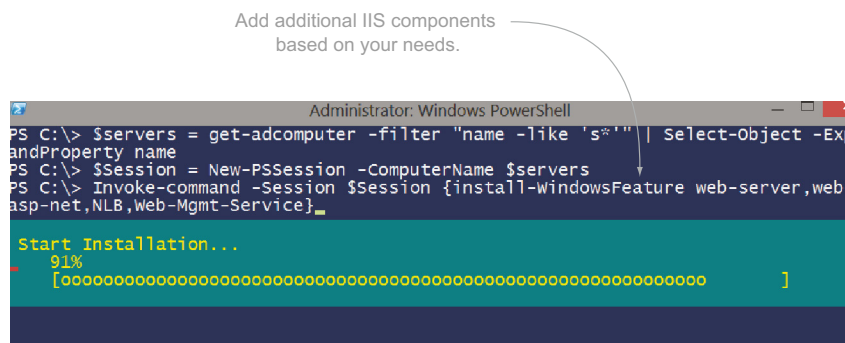 Add additional IIS components
based on your needs.
Administrator: Windows PowerShell
PS C:\> $servers = get-adcomputer -filter "name -like 's*'" | Select-Object -Exp
andProperty name
PS C:\> $Session = New-PSSession -ComputerName $servers
PS C:\> Invoke-command -Session $Session {install-WindowsFeature web-server,web
asp-net,NLB,Web-Mgmt-Service}_
Start Installation...
91%
[oooooooooooooooooooooooooooooooooooooooooooooooooooooooooooooo ]